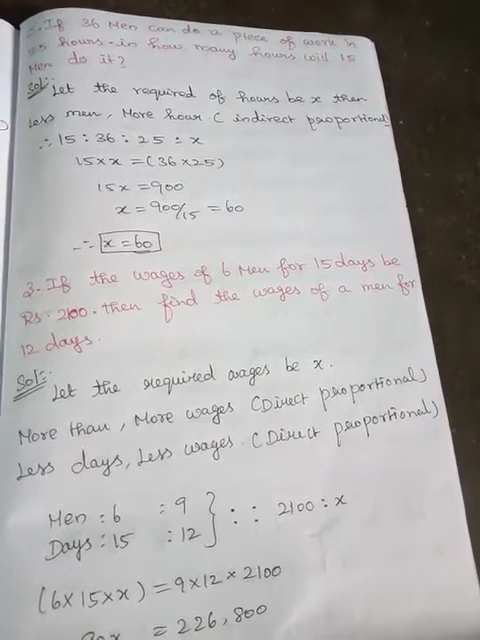 2. If 36 Men can do a piece of work in
25 hours. in how many hours will 15
Men do It?
Sol:- Let the required of hours be x then
Less men, More hour ( indirect proportional)
∴ 15 : 36 : 25 : x
15 × x = (36 × 25)
15x = 900
x = 900/15 = 60
∴ x = 60
3. If the wages of 6 Men for 15 days be
Rs. 2100. then find the wages of a men for
12 days.
Sol:- Let the required wages be x.
More than, More wages (Direct proportional)
Less days, Less wages. (Direct proportional)
Men : 6 : 9
Days : 15 : 12 } : : 2100 : x
(6 × 15 × x) = 9 × 12 × 2100
90x = 226,800